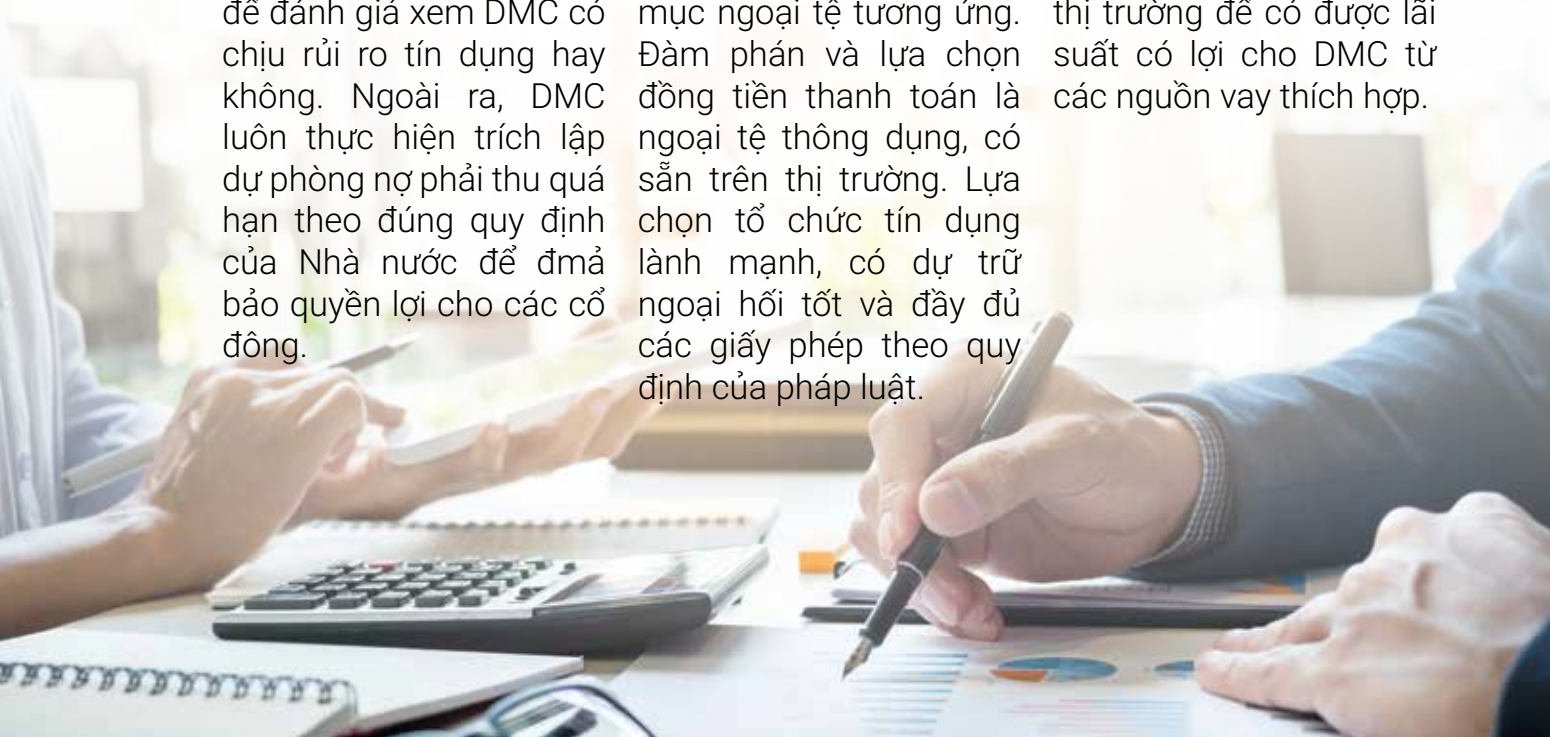 để đánh giá xem DMC có
chịu rủi ro tín dụng hay
không. Ngoài ra, DMC
luôn thực hiện trích lập
dự phòng nợ phải thu quá
hạn theo đúng quy định
của Nhà nước để đmả
bảo quyền lợi cho các cổ
đông.
mục ngoại tệ tương ứng.
Đàm phán và lựa chọn
đồng tiền thanh toán là
ngoại tệ thông dụng, có
sẵn trên thị trường. Lựa
chọn tổ chức tín dụng
lành mạnh, có dự trữ
ngoại hối tốt và đầy đủ
các giấy phép theo quy
định của pháp luật.
thị trường để có được lãi
suất có lợi cho DMC từ
các nguồn vay thích hợp.